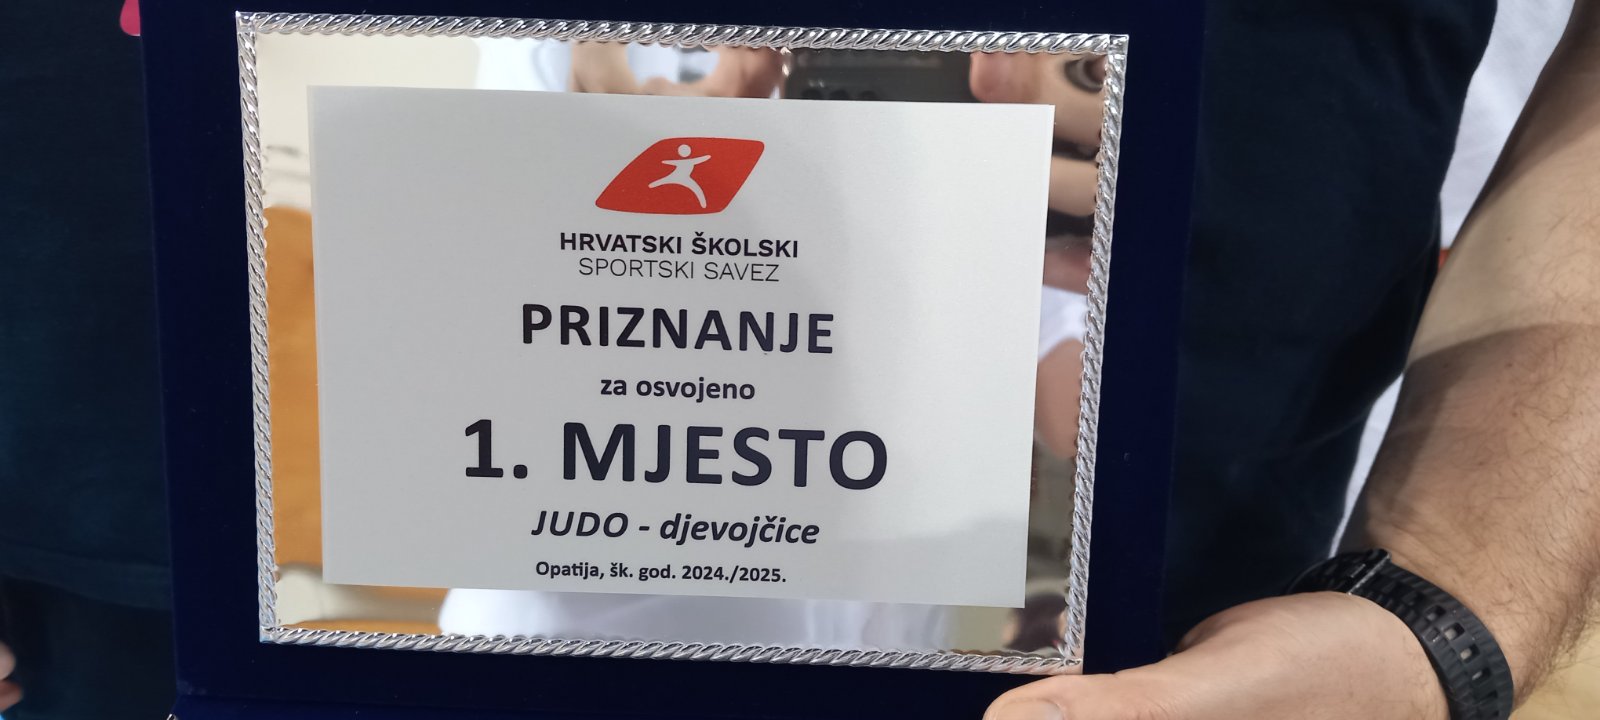 HRVATSKI ŠKOLSKI
SPORTSKI SAVEZ
PRIZNANJE
za osvojeno
1. MJESTO
JUDO - djevojčice
Opatija, šk. god. 2024./2025.